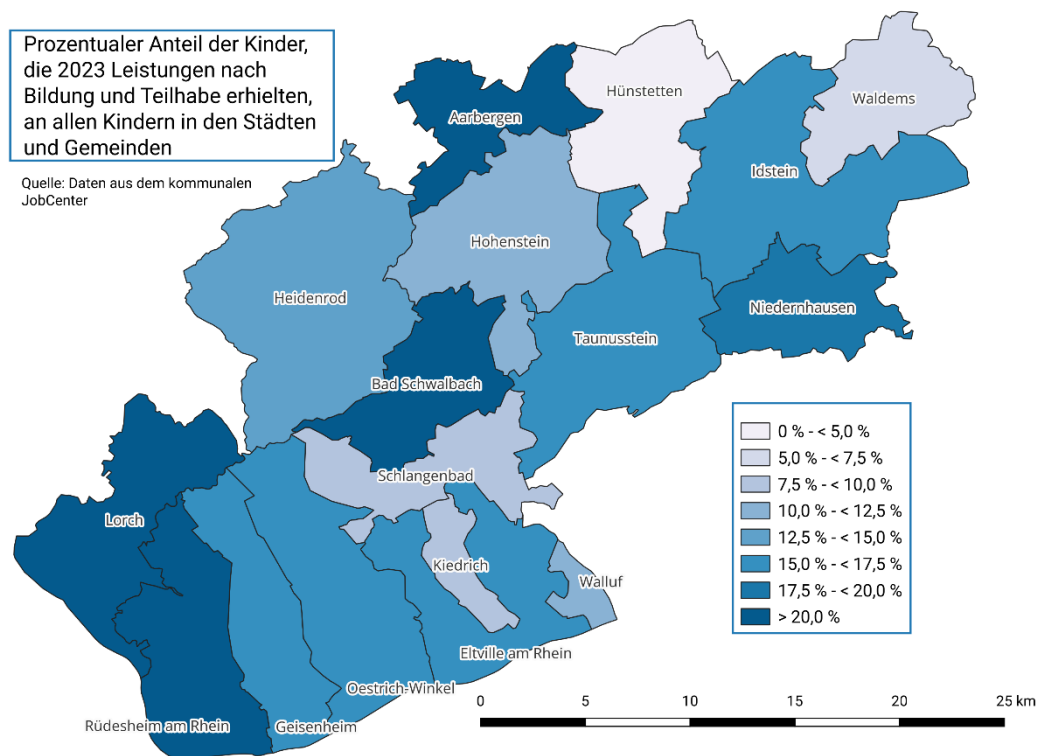 Prozentualer Anteil der Kinder,
die 2023 Leistungen nach
Bildung und Teilhabe erhielten,
an allen Kindern in den Städten
und Gemeinden
Quelle: Daten aus dem kommunalen
JobCenter
Hünstetten
Waldems
Aarbergen
Idstein
Hohenstein
Heidenrod
Niedernhausen
Taunusstein
Bad Schwalbach
Schlangenbad
Lorch
Kiedrich
Walluf
Eltville am Rhein
Oestrich-Winkel
Rüdesheim am Rhein
Geisenheim
0 % - < 5,0 %
5,0 % - < 7,5 %
7,5 % - < 10,0 %
10,0 % - < 12,5 %
12,5 % - < 15,0 %
15,0 % - < 17,5 %
17,5 % - < 20,0 %
> 20,0 %
0 5 10 15 20 25 km